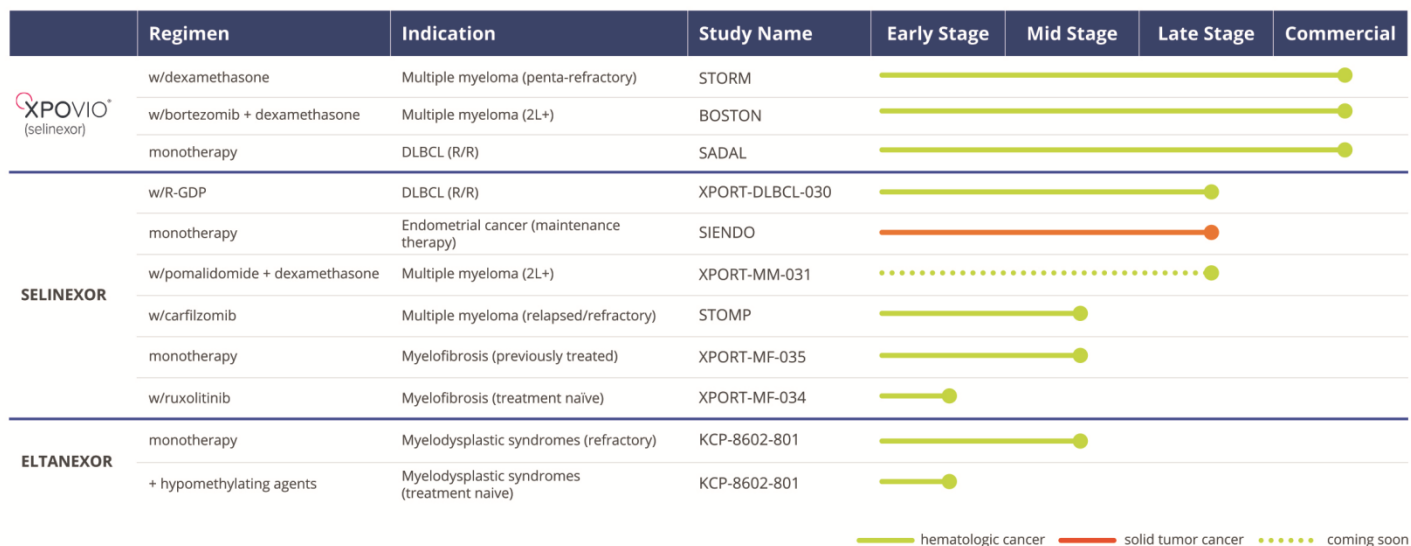 Regimen Indication Study Name Early Stage Mid Stage Late Stage Commercial
XPOVIO®
(selinexor)
w/dexamethasone Multiple myeloma (penta-refractory) STORM
w/bortezomib + dexamethasone Multiple myeloma (2L+) BOSTON
monotherapy DLBCL (R/R) SADAL
SELINEXOR
w/R-GDP DLBCL (R/R) XPORT-DLBCL-030
monotherapy Endometrial cancer (maintenance
therapy) SIENDO
w/pomalidomide + dexamethasone Multiple myeloma (2L+) XPORT-MM-031
w/carfilzomib Multiple myeloma (relapsed/refractory) STOMP
monotherapy Myelofibrosis (previously treated) XPORT-MF-035
w/ruxolitinib Myelofibrosis (treatment naïve) XPORT-MF-034
ELTANEXOR
monotherapy Myelodysplastic syndromes (refractory) KCP-8602-801
+ hypomethylating agents Myelodysplastic syndromes
(treatment naive) KCP-8602-801
hematologic cancer solid tumor cancer coming soon